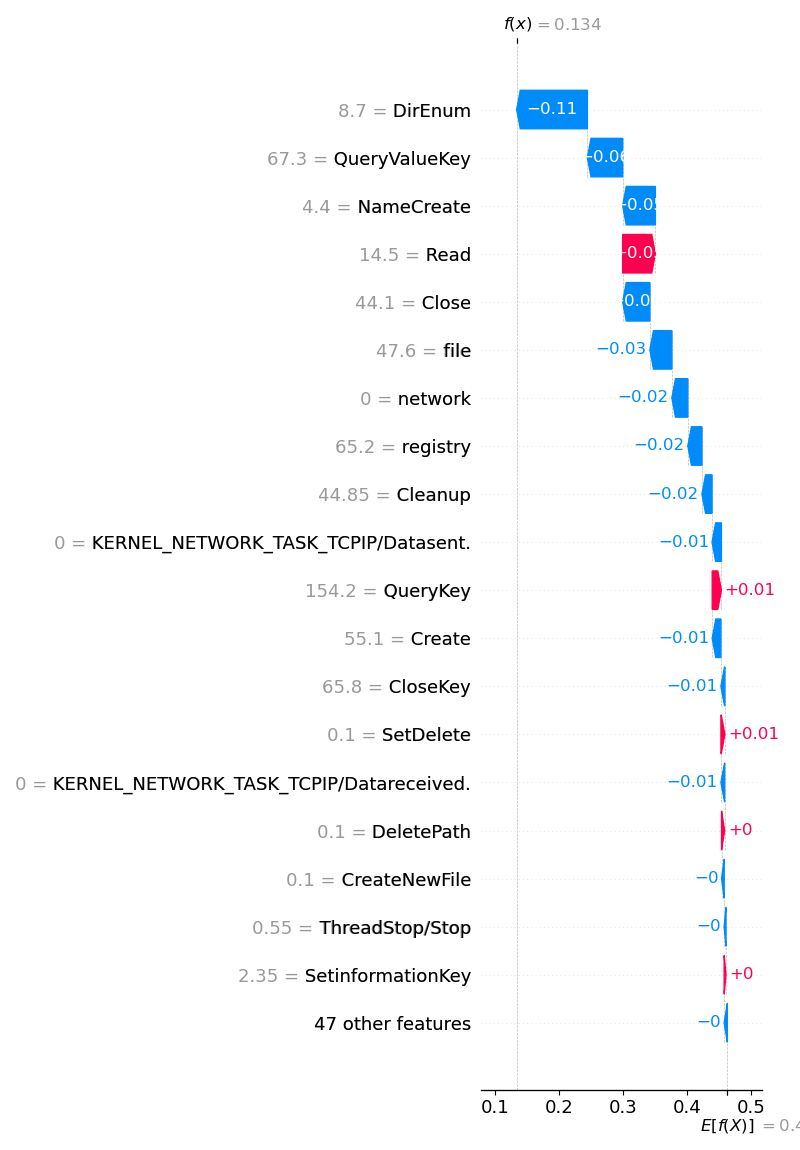 f(x) = 0.134
8.7 = DirEnum −0.11
67.3 = QueryValueKey −0.06
4.4 = NameCreate −0.05
14.5 = Read
44.1 = Close
47.6 = file −0.03
0 = network −0.02
65.2 = registry −0.02
44.85 = Cleanup −0.02
0 = KERNEL_NETWORK_TASK_TCPIP/Datasent. −0.01
154.2 = QueryKey +0.01
55.1 = Create −0.01
65.8 = CloseKey −0.01
0.1 = SetDelete +0.01
0 = KERNEL_NETWORK_TASK_TCPIP/Datareceived. −0.01
0.1 = DeletePath +0
0.1 = CreateNewFile −0
0.55 = ThreadStop/Stop −0
2.35 = SetinformationKey +0
47 other features −0
0.1 0.2 0.3 0.4 0.5
E[f(X)] =